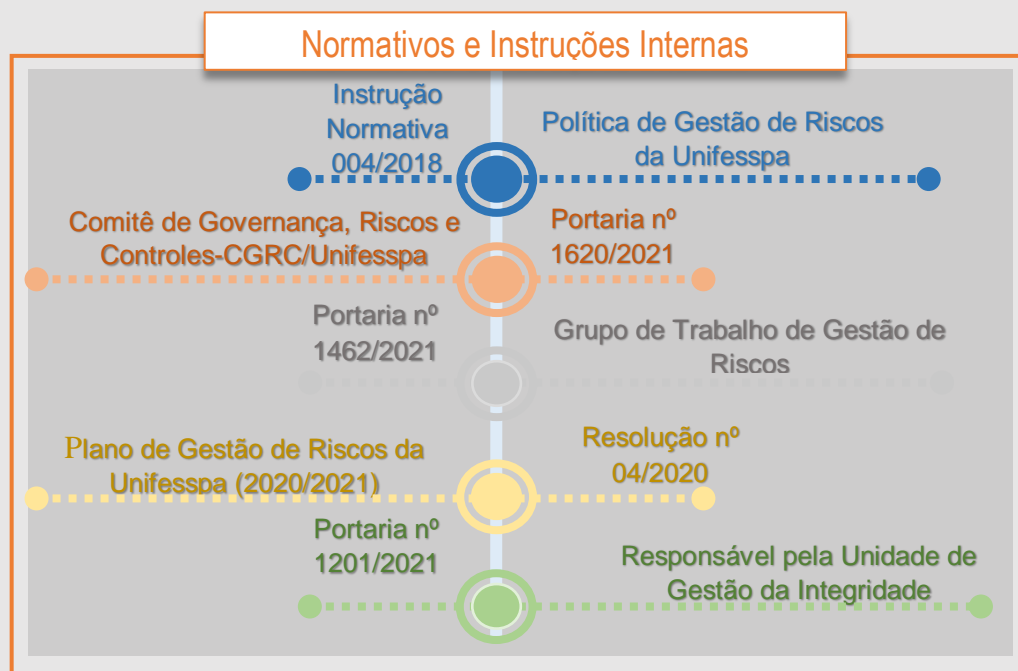 Normativos e Instruções Internas
Instrução
Normativa
004/2018
Política de Gestão de Riscos
da Unifesspa
Comitê de Governança, Riscos e
Controles-CGRC/Unifesspa
Portaria nº
1620/2021
Portaria nº
1462/2021
Grupo de Trabalho de Gestão de
Riscos
Plano de Gestão de Riscos da
Unifesspa (2020/2021)
Resolução nº
04/2020
Portaria nº
1201/2021
Responsável pela Unidade de
Gestão da Integridade